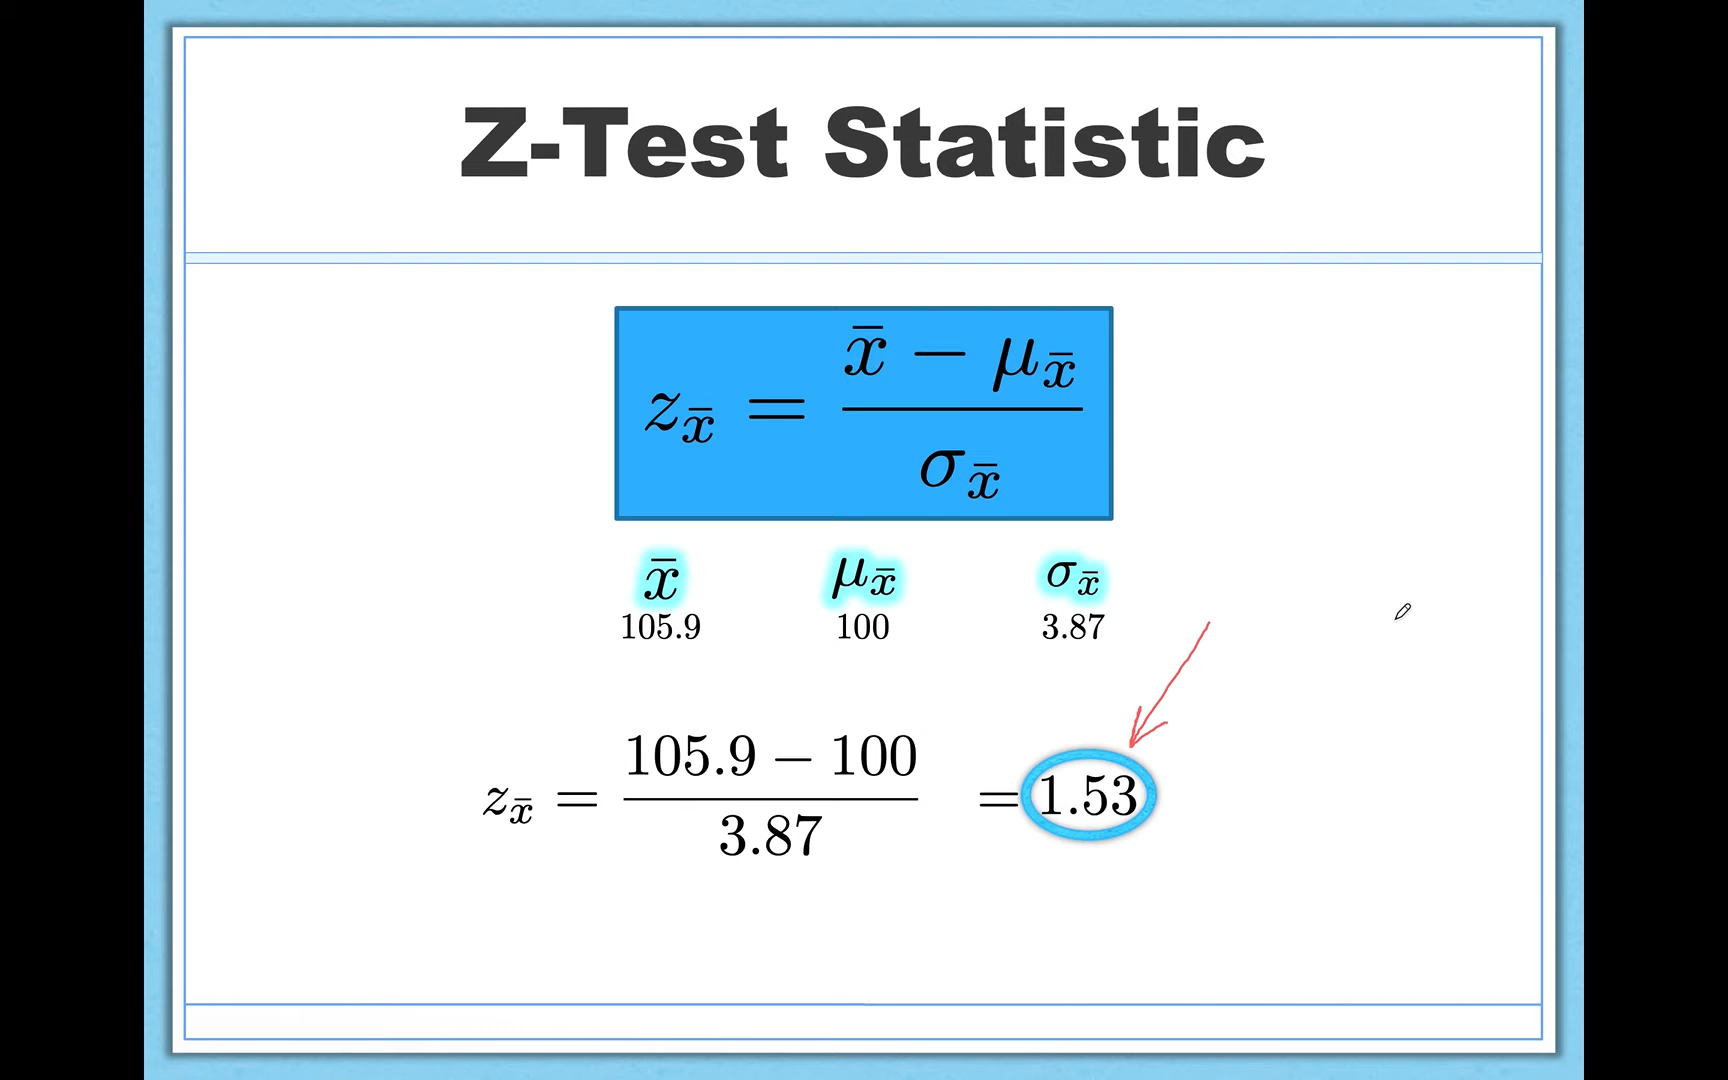 Z-Test Statistic
z_x̄ = (x̄ − μ_x̄) / σ_x̄
x̄ μ_x̄ σ_x̄
105.9 100 3.87
z_x̄ = (105.9 − 100) / 3.87 = 1.53